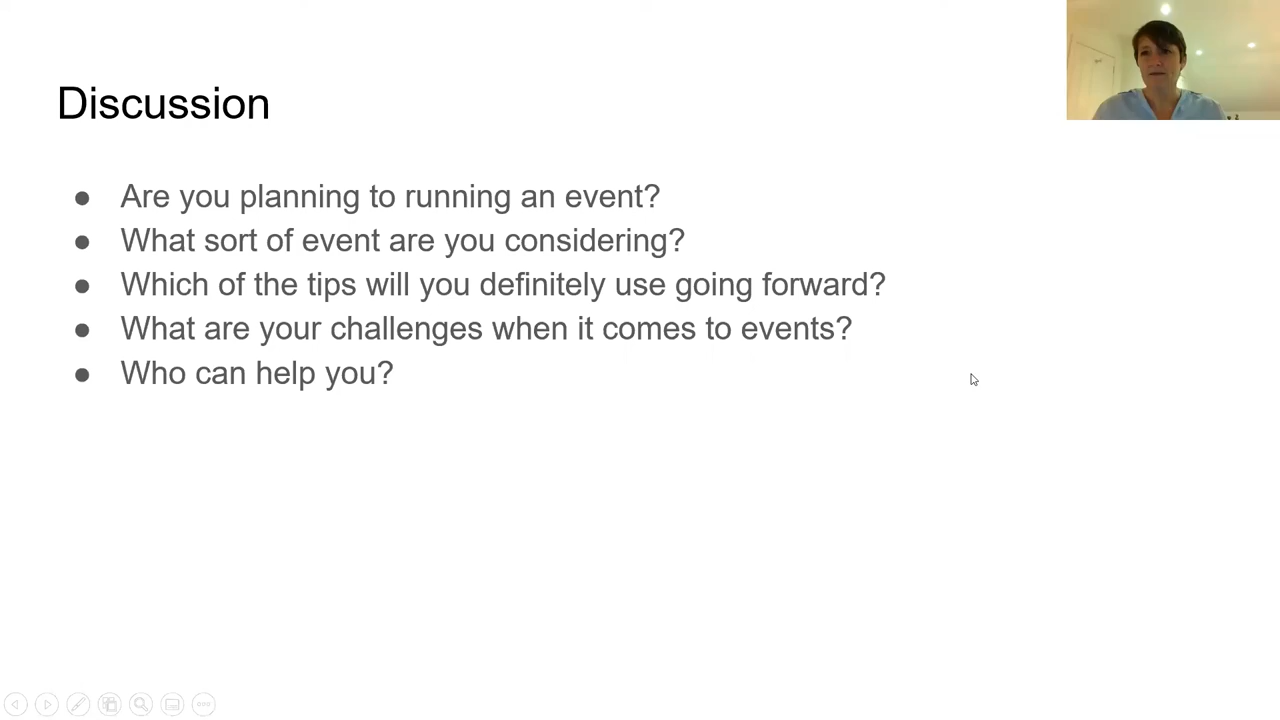 Discussion
● Are you planning to running an event?
● What sort of event are you considering?
● Which of the tips will you definitely use going forward?
● What are your challenges when it comes to events?
● Who can help you?